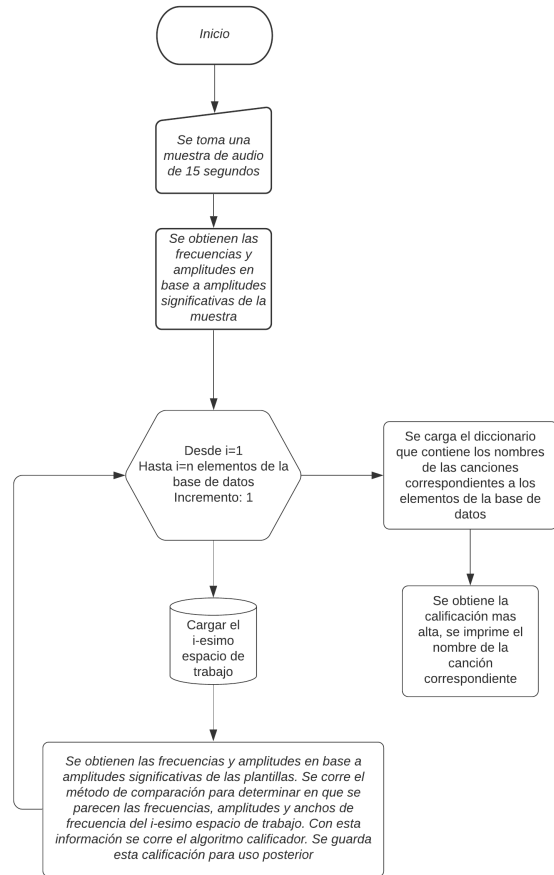 Inicio
Se toma una
muestra de audio
de 15 segundos
Se obtienen las
frecuencias y
amplitudes en
base a amplitudes
significativas de la
muestra
Desde i=1
Hasta i=n elementos de la
base de datos
Incremento: 1
Se carga el diccionario
que contiene los nombres
de las canciones
correspondientes a los
elementos de la base de
datos
Cargar el
i-esimo
espacio de
trabajo
Se obtiene la
calificación mas
alta, se imprime el
nombre de la
canción
correspondiente
Se obtienen las frecuencias y amplitudes en base a
amplitudes significativas de las plantillas. Se corre el
método de comparación para determinar en que se
parecen las frecuencias, amplitudes y anchos de
frecuencia del i-esimo espacio de trabajo. Con esta
información se corre el algoritmo calificador. Se guarda
esta calificación para uso posterior